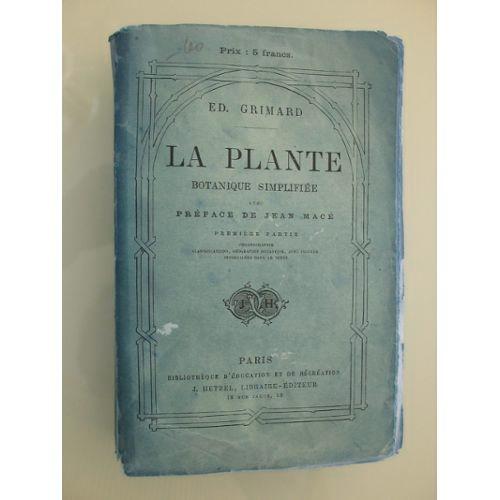 40
Prix : 5 francs.
ED. GRIMARD
LA PLANTE
BOTANIQUE SIMPLIFIÉE
AVEC
PRÉFACE DE JEAN MACÉ
PREMIÈRE PARTIE
J H
PARIS
BIBLIOTHÈQUE D'ÉDUCATION ET DE RÉCRÉATION
J. HETZEL, LIBRAIRE-ÉDITEUR
18 RUE JACOB, 18